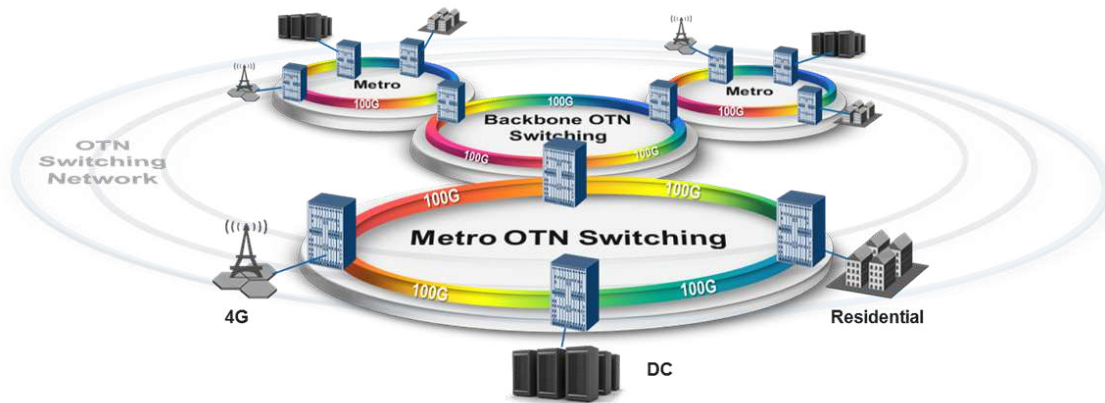 Metro
100G
Metro
100G
100G
Backbone OTN
Switching
100G
100G
OTN
Switching
Network
100G
100G
Metro OTN Switching
100G
100G
4G
Residential
DC